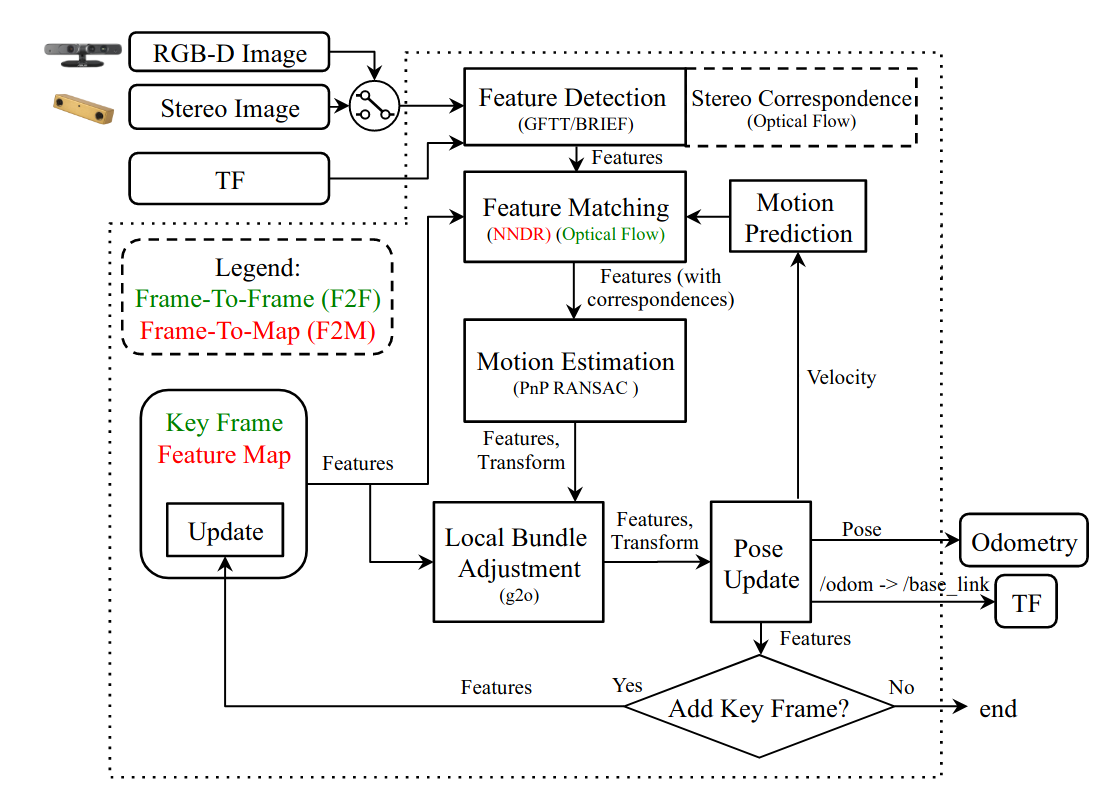 RGB-D Image
Stereo Image
TF
Feature Detection
(GFTT/BRIEF)
Stereo Correspondence
(Optical Flow)
Features
Feature Matching
(NNDR) (Optical Flow)
Motion
Prediction
Legend:
Frame-To-Frame (F2F)
Frame-To-Map (F2M)
Features (with
correspondences)
Motion Estimation
(PnP RANSAC )
Velocity
Key Frame
Feature Map
Update
Features
Features,
Transform
Local Bundle
Adjustment
(g2o)
Features,
Transform
Pose
Update
Pose
Odometry
/odom -> /base_link
TF
Features
Add Key Frame?
Yes
Features
No
end